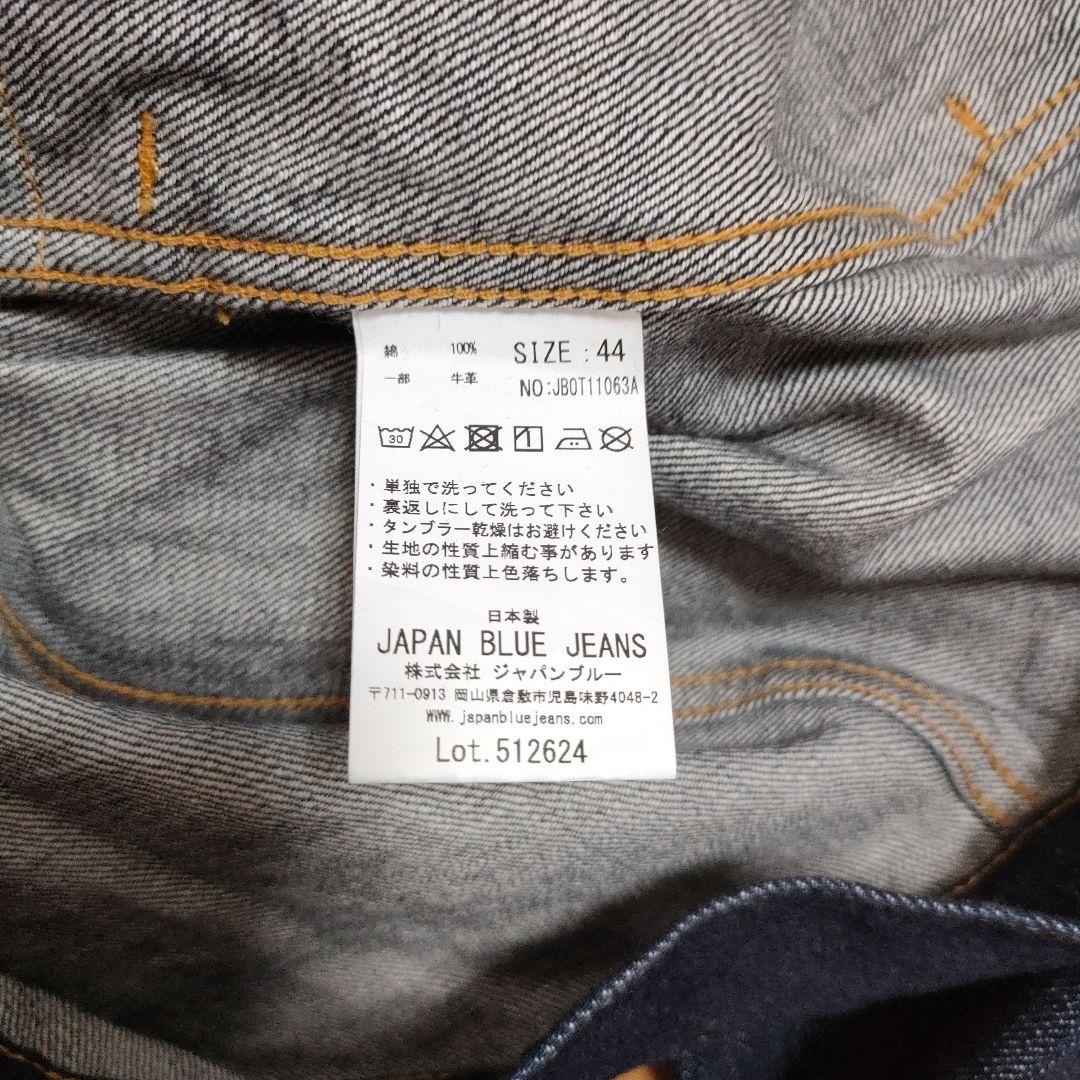 綿 100% SIZE : 44
一部 牛革 NO:JBOT11063A
30 1
・単独で洗ってください
・裏返しにして洗って下さい
・タンブラー乾燥はお避けください
・生地の性質上縮む事があります
・染料の性質上色落ちします。
日本製
JAPAN BLUE JEANS
株式会社 ジャパンブルー
〒711-0913 岡山県倉敷市児島味野4048-2
WWW.japanbluejeans.com
Lot.512624